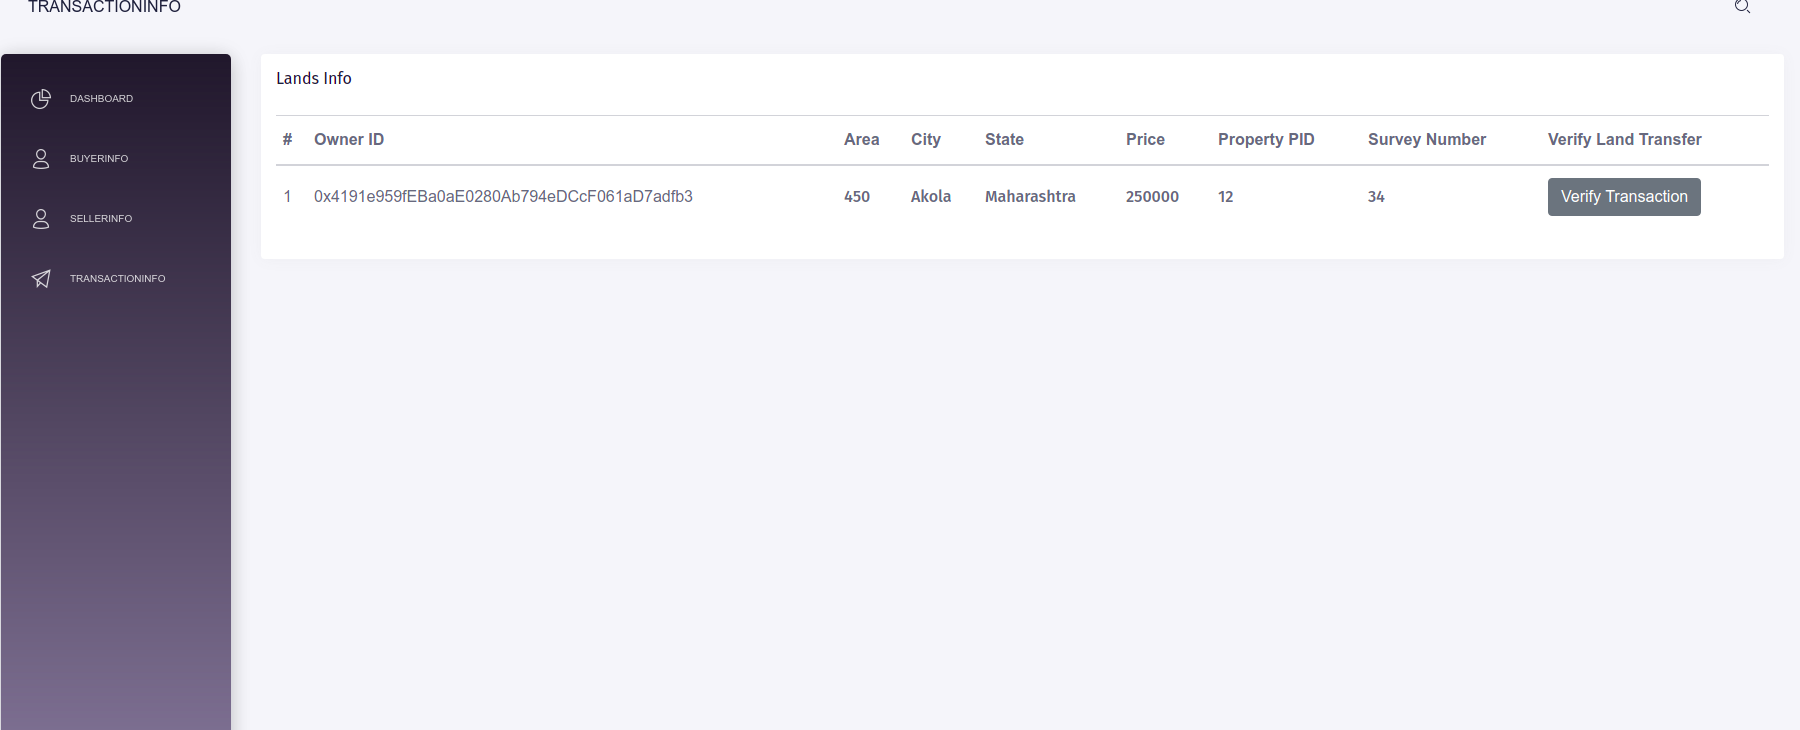 TRANSACTIONINFO
DASHBOARD
BUYERINFO
SELLERINFO
TRANSACTIONINFO
Lands Info
# Owner ID Area City State Price Property PID Survey Number Verify Land Transfer
1 0x4191e959fEBa0aE0280Ab794eDCcF061aD7adfb3 450 Akola Maharashtra 250000 12 34 Verify Transaction